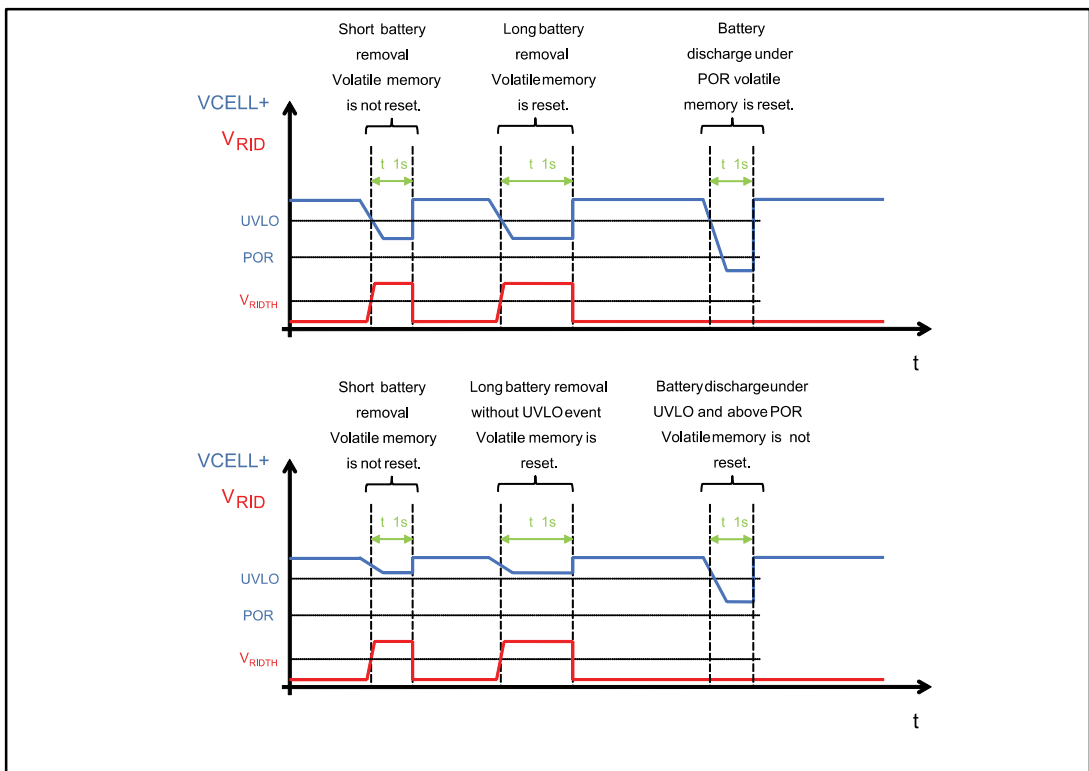 Short battery
removal
Volatile memory
is not reset.
Long battery
removal
Volatile memory
is reset.
Battery
discharge under
POR volatile
memory is reset.
VCELL+
VRID
t 1s
t 1s
t 1s
UVLO
POR
VRIDTH
t
Short battery
removal
Volatile memory
is not reset.
Long battery removal
without UVLO event
Volatile memory is
reset.
Battery discharge under
UVLO and above POR
Volatile memory is not
reset.
VCELL+
VRID
t 1s
t 1s
t 1s
UVLO
POR
VRIDTH
t